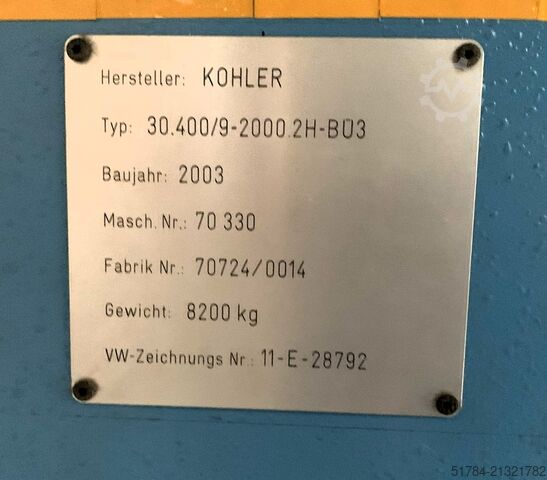 Hersteller: KOHLER
Typ: 30.400/9-2000.2H-BÜ3
Baujahr: 2003
Masch. Nr.: 70 330
Fabrik Nr.: 70724/0014
Gewicht: 8200 kg
VW-Zeichnungs Nr.: 11-E-28792
51784-21321782